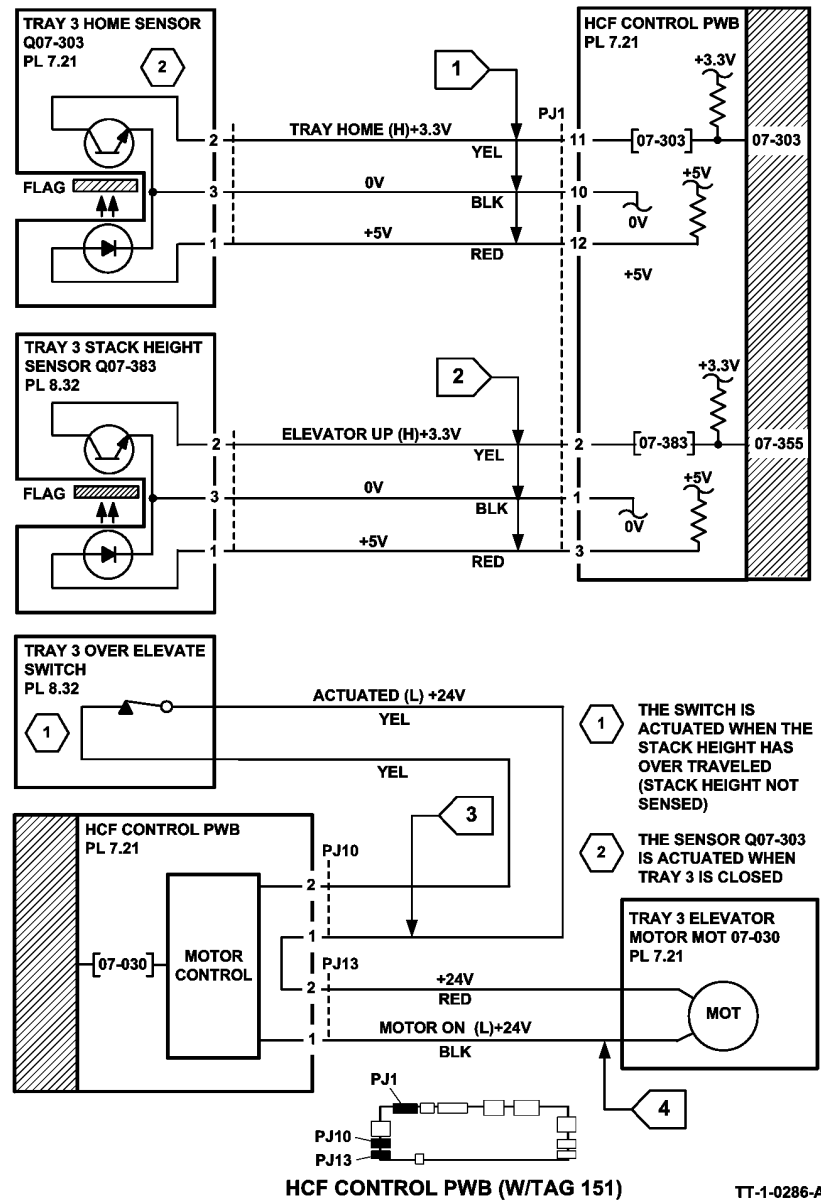 TRAY 3 HOME SENSOR
Q07-303
PL 7.21
2
FLAG
2
3
1
1
TRAY HOME (H)+3.3V
YEL
0V
BLK
+5V
RED
PJ1
11
10
12
HCF CONTROL PWB
PL 7.21
+3.3V
07-303
07-303
+5V
0V
+5V
TRAY 3 STACK HEIGHT
SENSOR Q07-383
PL 8.32
FLAG
2
3
1
2
ELEVATOR UP (H)+3.3V
YEL
0V
BLK
+5V
RED
2
1
3
+3.3V
07-383
07-355
+5V
0V
TRAY 3 OVER ELEVATE
SWITCH
PL 8.32
1
ACTUATED (L) +24V
YEL
YEL
1
THE SWITCH IS
ACTUATED WHEN THE
STACK HEIGHT HAS
OVER TRAVELED
(STACK HEIGHT NOT
SENSED)
2
THE SENSOR Q07-303
IS ACTUATED WHEN
TRAY 3 IS CLOSED
HCF CONTROL PWB
PL 7.21
07-030
MOTOR
CONTROL
PJ10
2
1
3
PJ13
2
1
+24V
RED
MOTOR ON (L)+24V
BLK
4
TRAY 3 ELEVATOR
MOTOR MOT 07-030
PL 7.21
MOT
PJ1
PJ10
PJ13
HCF CONTROL PWB (W/TAG 151)
TT-1-0286-A